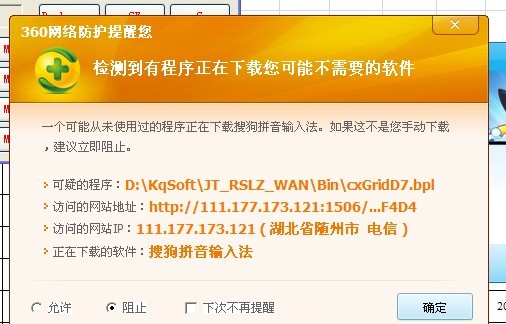 360网络防护提醒您
检测到有程序正在下载您可能不需要的软件
一个可能从未使用过的程序正在下载搜狗拼音输入法。如果这不是您手动下载
，建议立即阻止。
可疑的程序：D:\KqSoft\JT_RSLZ_WAN\Bin\cxGridD7.bpl
访问的网站地址：http://111.177.173.121:1506/...F4D4
访问的网站IP：111.177.173.121 ( 湖北省随州市 电信 )
正在下载的软件：搜狗拼音输入法
允许 阻止 下次不再提醒 确定